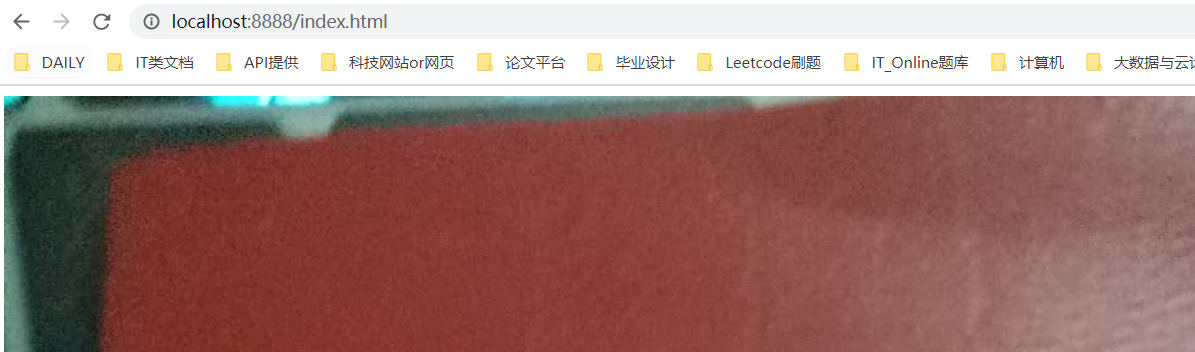 localhost:8888/index.html
DAILY IT类文档 API提供 科技网站or网页 论文平台 毕业设计 Leetcode刷题 IT_Online题库 计算机 大数据与云计